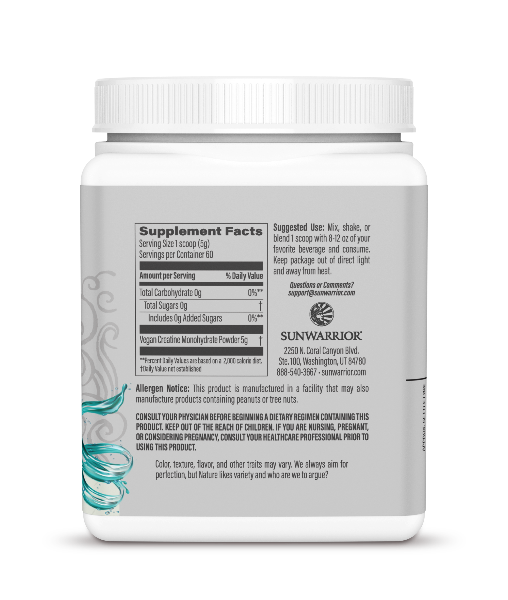 Supplement Facts
Serving Size 1 scoop (5g)
Servings per Container 60
Amount per Serving % Daily Value
Total Carbohydrate 0g 0%**
Total Sugars 0g †
Includes 0g Added Sugars 0%**
Vegan Creatine Monohydrate Powder 5g †
**Percent Daily Values are based on a 2,000 calorie diet.
†Daily Value not established
Suggested Use: Mix, shake, or
blend 1 scoop with 8-12 oz of your
favorite beverage and consume.
Keep package out of direct light
and away from heat.
Questions or Comments?
support@sunwarrior.com
SUNWARRIOR
2250 N. Coral Canyon Blvd.
Ste.100, Washington, UT 84780
888-540-3667 • sunwarrior.com
Allergen Notice: This product is manufactured in a facility that may also
manufacture products containing peanuts or tree nuts.
CONSULT YOUR PHYSICIAN BEFORE BEGINNING A DIETARY REGIMEN CONTAINING THIS
PRODUCT. KEEP OUT OF THE REACH OF CHILDREN. IF YOU ARE NURSING, PREGNANT,
OR CONSIDERING PREGNANCY, CONSULT YOUR HEALTHCARE PROFESSIONAL PRIOR TO
USING THIS PRODUCT.
Color, texture, flavor, and other traits may vary. We always aim for
perfection, but Nature likes variety and who are we to argue?